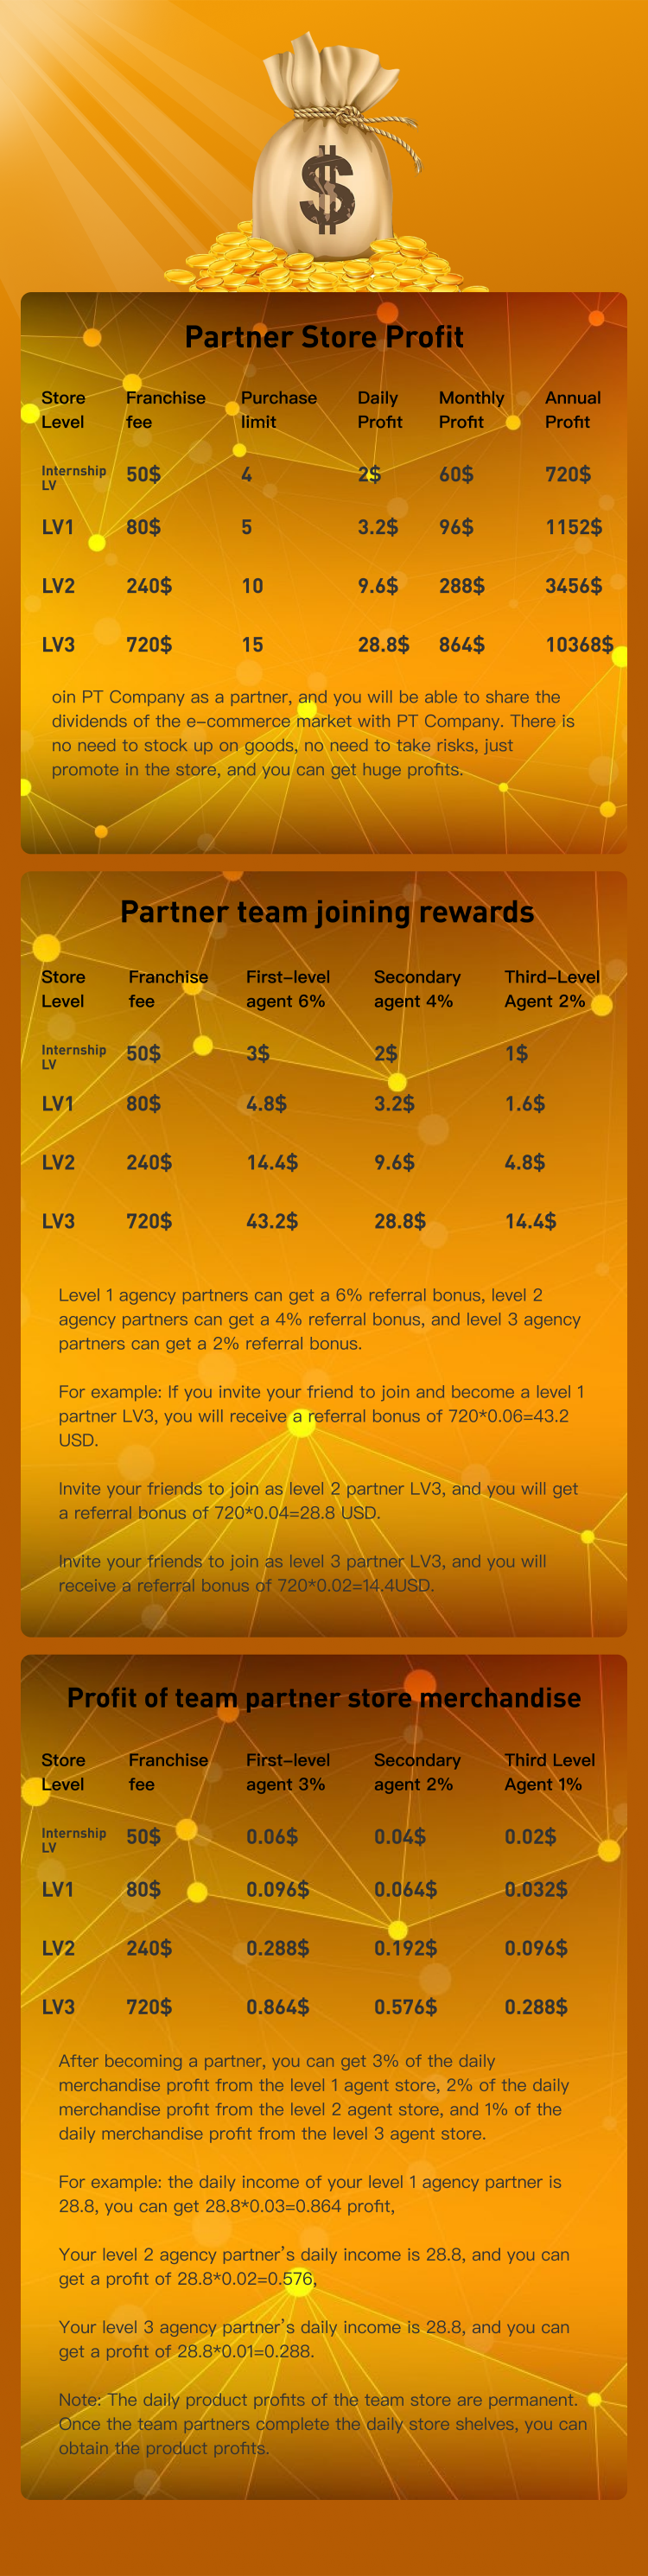 $
Partner Store Profit
Store Level Franchise fee Purchase limit Daily Profit Monthly Profit Annual Profit
Internship LV 50$ 4 2$ 60$ 720$
LV1 80$ 5 3.2$ 96$ 1152$
LV2 240$ 10 9.6$ 288$ 3456$
LV3 720$ 15 28.8$ 864$ 10368$
oin PT Company as a partner, and you will be able to share the
dividends of the e-commerce market with PT Company. There is
no need to stock up on goods, no need to take risks, just
promote in the store, and you can get huge profits.
Partner team joining rewards
Store Level Franchise fee First-level agent 6% Secondary agent 4% Third-Level Agent 2%
Internship LV 50$ 3$ 2$ 1$
LV1 80$ 4.8$ 3.2$ 1.6$
LV2 240$ 14.4$ 9.6$ 4.8$
LV3 720$ 43.2$ 28.8$ 14.4$
Level 1 agency partners can get a 6% referral bonus, level 2
agency partners can get a 4% referral bonus, and level 3 agency
partners can get a 2% referral bonus.
For example: If you invite your friend to join and become a level 1
partner LV3, you will receive a referral bonus of 720*0.06=43.2
USD.
Invite your friends to join as level 2 partner LV3, and you will get
a referral bonus of 720*0.04=28.8 USD.
Invite your friends to join as level 3 partner LV3, and you will
receive a referral bonus of 720*0.02=14.4USD.
Profit of team partner store merchandise
Store Level Franchise fee First-level agent 3% Secondary agent 2% Third Level Agent 1%
Internship LV 50$ 0.06$ 0.04$ 0.02$
LV1 80$ 0.096$ 0.064$ 0.032$
LV2 240$ 0.288$ 0.192$ 0.096$
LV3 720$ 0.864$ 0.576$ 0.288$
After becoming a partner, you can get 3% of the daily
merchandise profit from the level 1 agent store, 2% of the daily
merchandise profit from the level 2 agent store, and 1% of the
daily merchandise profit from the level 3 agent store.
For example: the daily income of your level 1 agency partner is
28.8, you can get 28.8*0.03=0.864 profit,
Your level 2 agency partner's daily income is 28.8, and you can
get a profit of 28.8*0.02=0.576,
Your level 3 agency partner's daily income is 28.8, and you can
get a profit of 28.8*0.01=0.288.
Note: The daily product profits of the team store are permanent.
Once the team partners complete the daily store shelves, you can
obtain the product profits.